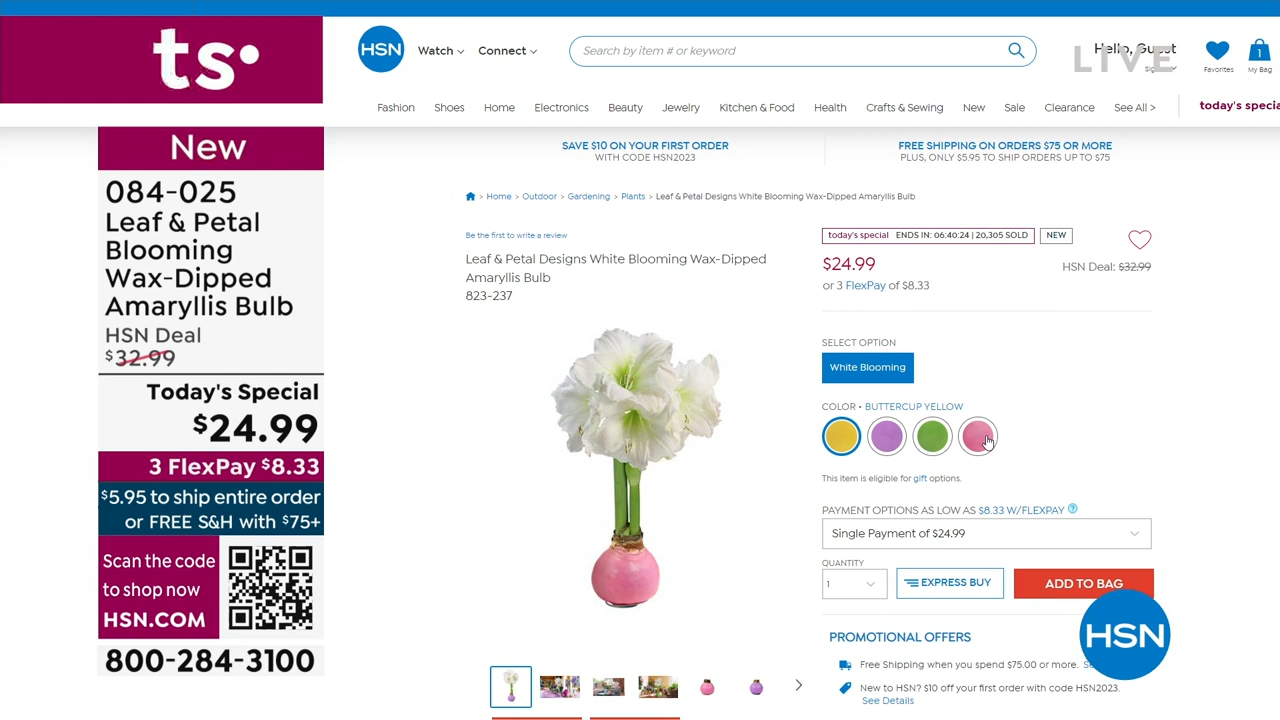 ts.
New
084-025
Leaf & Petal
Blooming
Wax-Dipped
Amaryllis Bulb
HSN Deal
$32.99
Today's Special
$24.99
3 FlexPay $8.33
$5.95 to ship entire order
or FREE S&H with $75+
Scan the code
to shop now
HSN.COM
800-284-3100
HSN
Watch
Connect
Search by item # or keyword
Hello, Guest
LIVE
Favorites
1
My Bag
Fashion Shoes Home Electronics Beauty Jewelry Kitchen & Food Health Crafts & Sewing New Sale Clearance See All > today's specia
SAVE $10 ON YOUR FIRST ORDER
WITH CODE HSN2023
FREE SHIPPING ON ORDERS $75 OR MORE
PLUS, ONLY $5.95 TO SHIP ORDERS UP TO $75
> Home > Outdoor > Gardening > Plants > Leaf & Petal Designs White Blooming Wax-Dipped Amaryllis Bulb
Be the first to write a review
Leaf & Petal Designs White Blooming Wax-Dipped
Amaryllis Bulb
823-237
today's special ENDS IN: 06:40:24 | 20,305 SOLD
NEW
$24.99
HSN Deal: $32.99
or 3 FlexPay of $8.33
SELECT OPTION
White Blooming
COLOR • BUTTERCUP YELLOW
This item is eligible for gift options.
PAYMENT OPTIONS AS LOW AS $8.33 W/FLEXPAY ?
Single Payment of $24.99
QUANTITY
1
EXPRESS BUY
ADD TO BAG
HSN
PROMOTIONAL OFFERS
Free Shipping when you spend $75.00 or more.
New to HSN? $10 off your first order with code HSN2023.
See Details